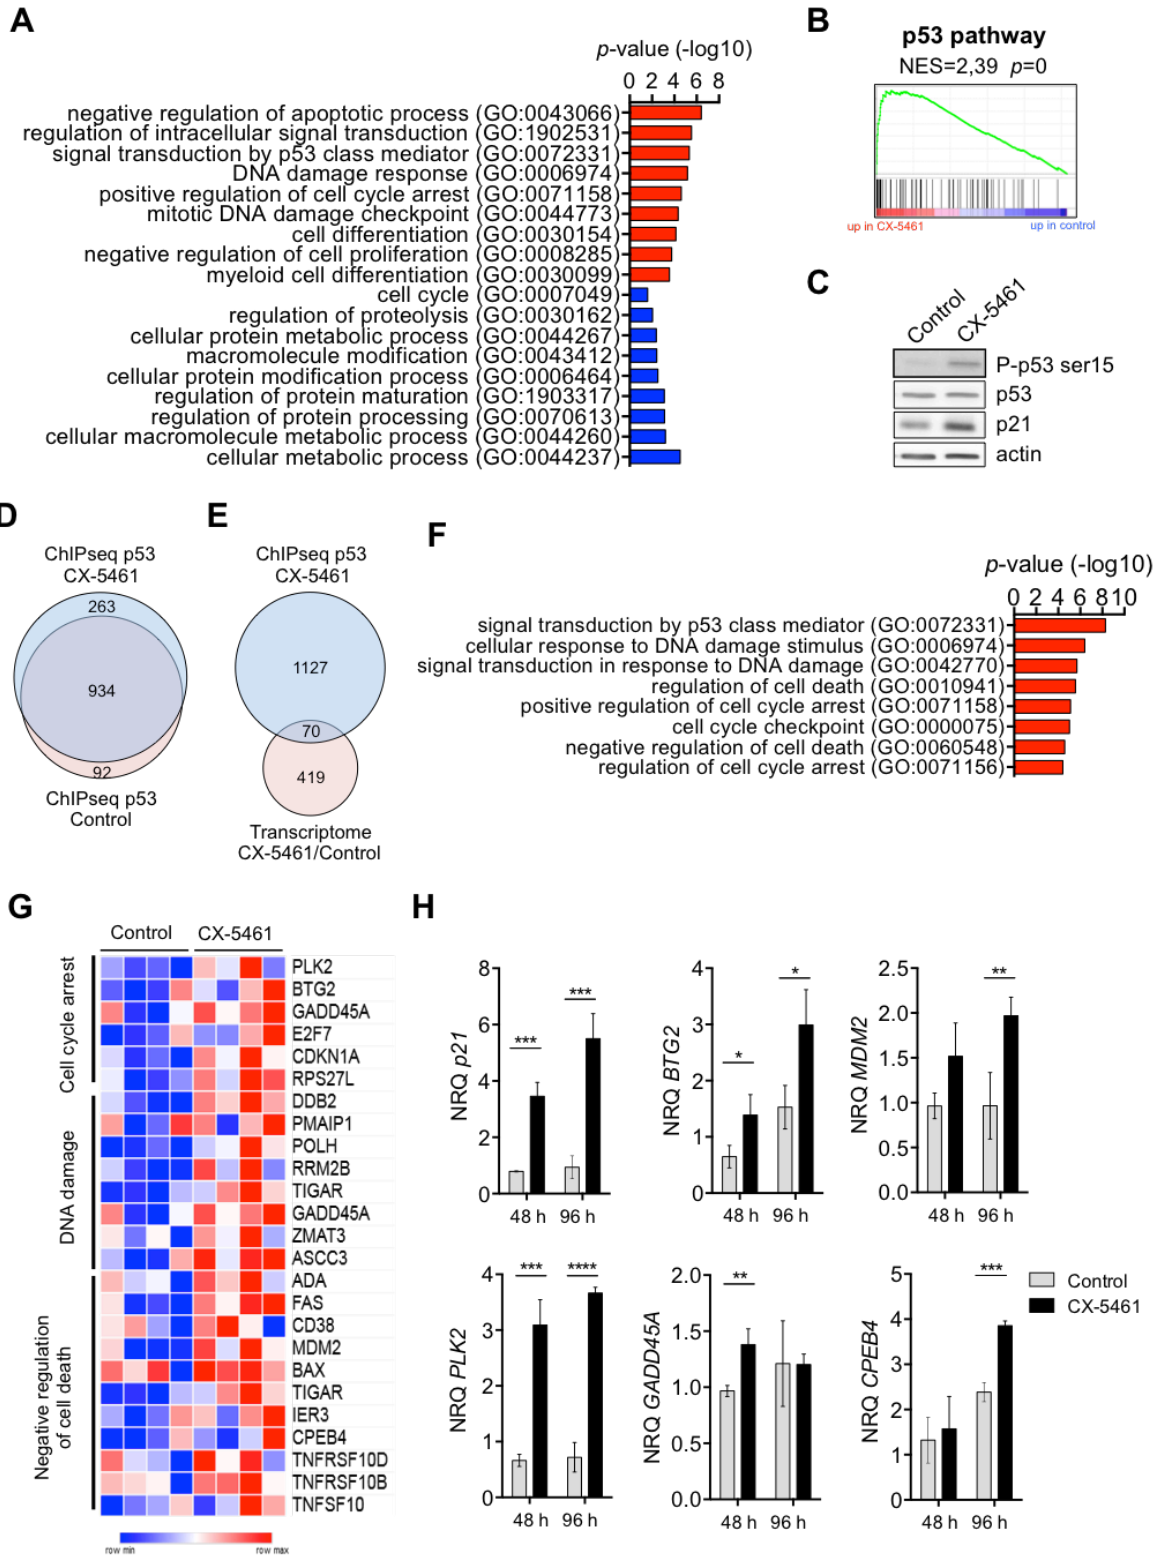 A
p-value (-log10)
0 2 4 6 8
negative regulation of apoptotic process (GO:0043066)
regulation of intracellular signal transduction (GO:1902531)
signal transduction by p53 class mediator (GO:0072331)
DNA damage response (GO:0006974)
positive regulation of cell cycle arrest (GO:0071158)
mitotic DNA damage checkpoint (GO:0044773)
cell differentiation (GO:0030154)
negative regulation of cell proliferation (GO:0008285)
myeloid cell differentiation (GO:0030099)
cell cycle (GO:0007049)
regulation of proteolysis (GO:0030162)
cellular protein metabolic process (GO:0044267)
macromolecule modification (GO:0043412)
cellular protein modification process (GO:0006464)
regulation of protein maturation (GO:1903317)
regulation of protein processing (GO:0070613)
cellular macromolecule metabolic process (GO:0044260)
cellular metabolic process (GO:0044237)
B
p53 pathway
NES=2,39 p=0
up in CX-5461
up in control
C
Control
CX-5461
P-p53 ser15
p53
p21
actin
D
ChIPseq p53
CX-5461
263
934
92
ChIPseq p53
Control
E
ChIPseq p53
CX-5461
1127
70
419
Transcriptome
CX-5461/Control
F
p-value (-log10)
0 2 4 6 8 10
signal transduction by p53 class mediator (GO:0072331)
cellular response to DNA damage stimulus (GO:0006974)
signal transduction in response to DNA damage (GO:0042770)
regulation of cell death (GO:0010941)
positive regulation of cell cycle arrest (GO:0071158)
cell cycle checkpoint (GO:0000075)
negative regulation of cell death (GO:0060548)
regulation of cell cycle arrest (GO:0071156)
G
Control
CX-5461
Cell cycle arrest
PLK2
BTG2
GADD45A
E2F7
CDKN1A
RPS27L
DNA damage
DDB2
PMAIP1
POLH
RRM2B
TIGAR
GADD45A
ZMAT3
ASCC3
Negative regulation
of cell death
ADA
FAS
CD38
MDM2
BAX
TIGAR
IER3
CPEB4
TNFRSF10D
TNFRSF10B
TNFSF10
row min
row max
H
NRQ p21
8
6
4
2
0
***
***
48 h 96 h
NRQ BTG2
4
3
2
1
0
*
*
48 h 96 h
NRQ MDM2
2.5
2.0
1.5
1.0
0.5
0.0
**
48 h 96 h
NRQ PLK2
4
3
2
1
0
***
****
48 h 96 h
NRQ GADD45A
2.0
1.5
1.0
0.5
0.0
**
48 h 96 h
NRQ CPEB4
5
4
3
2
1
0
***
48 h 96 h
Control
CX-5461